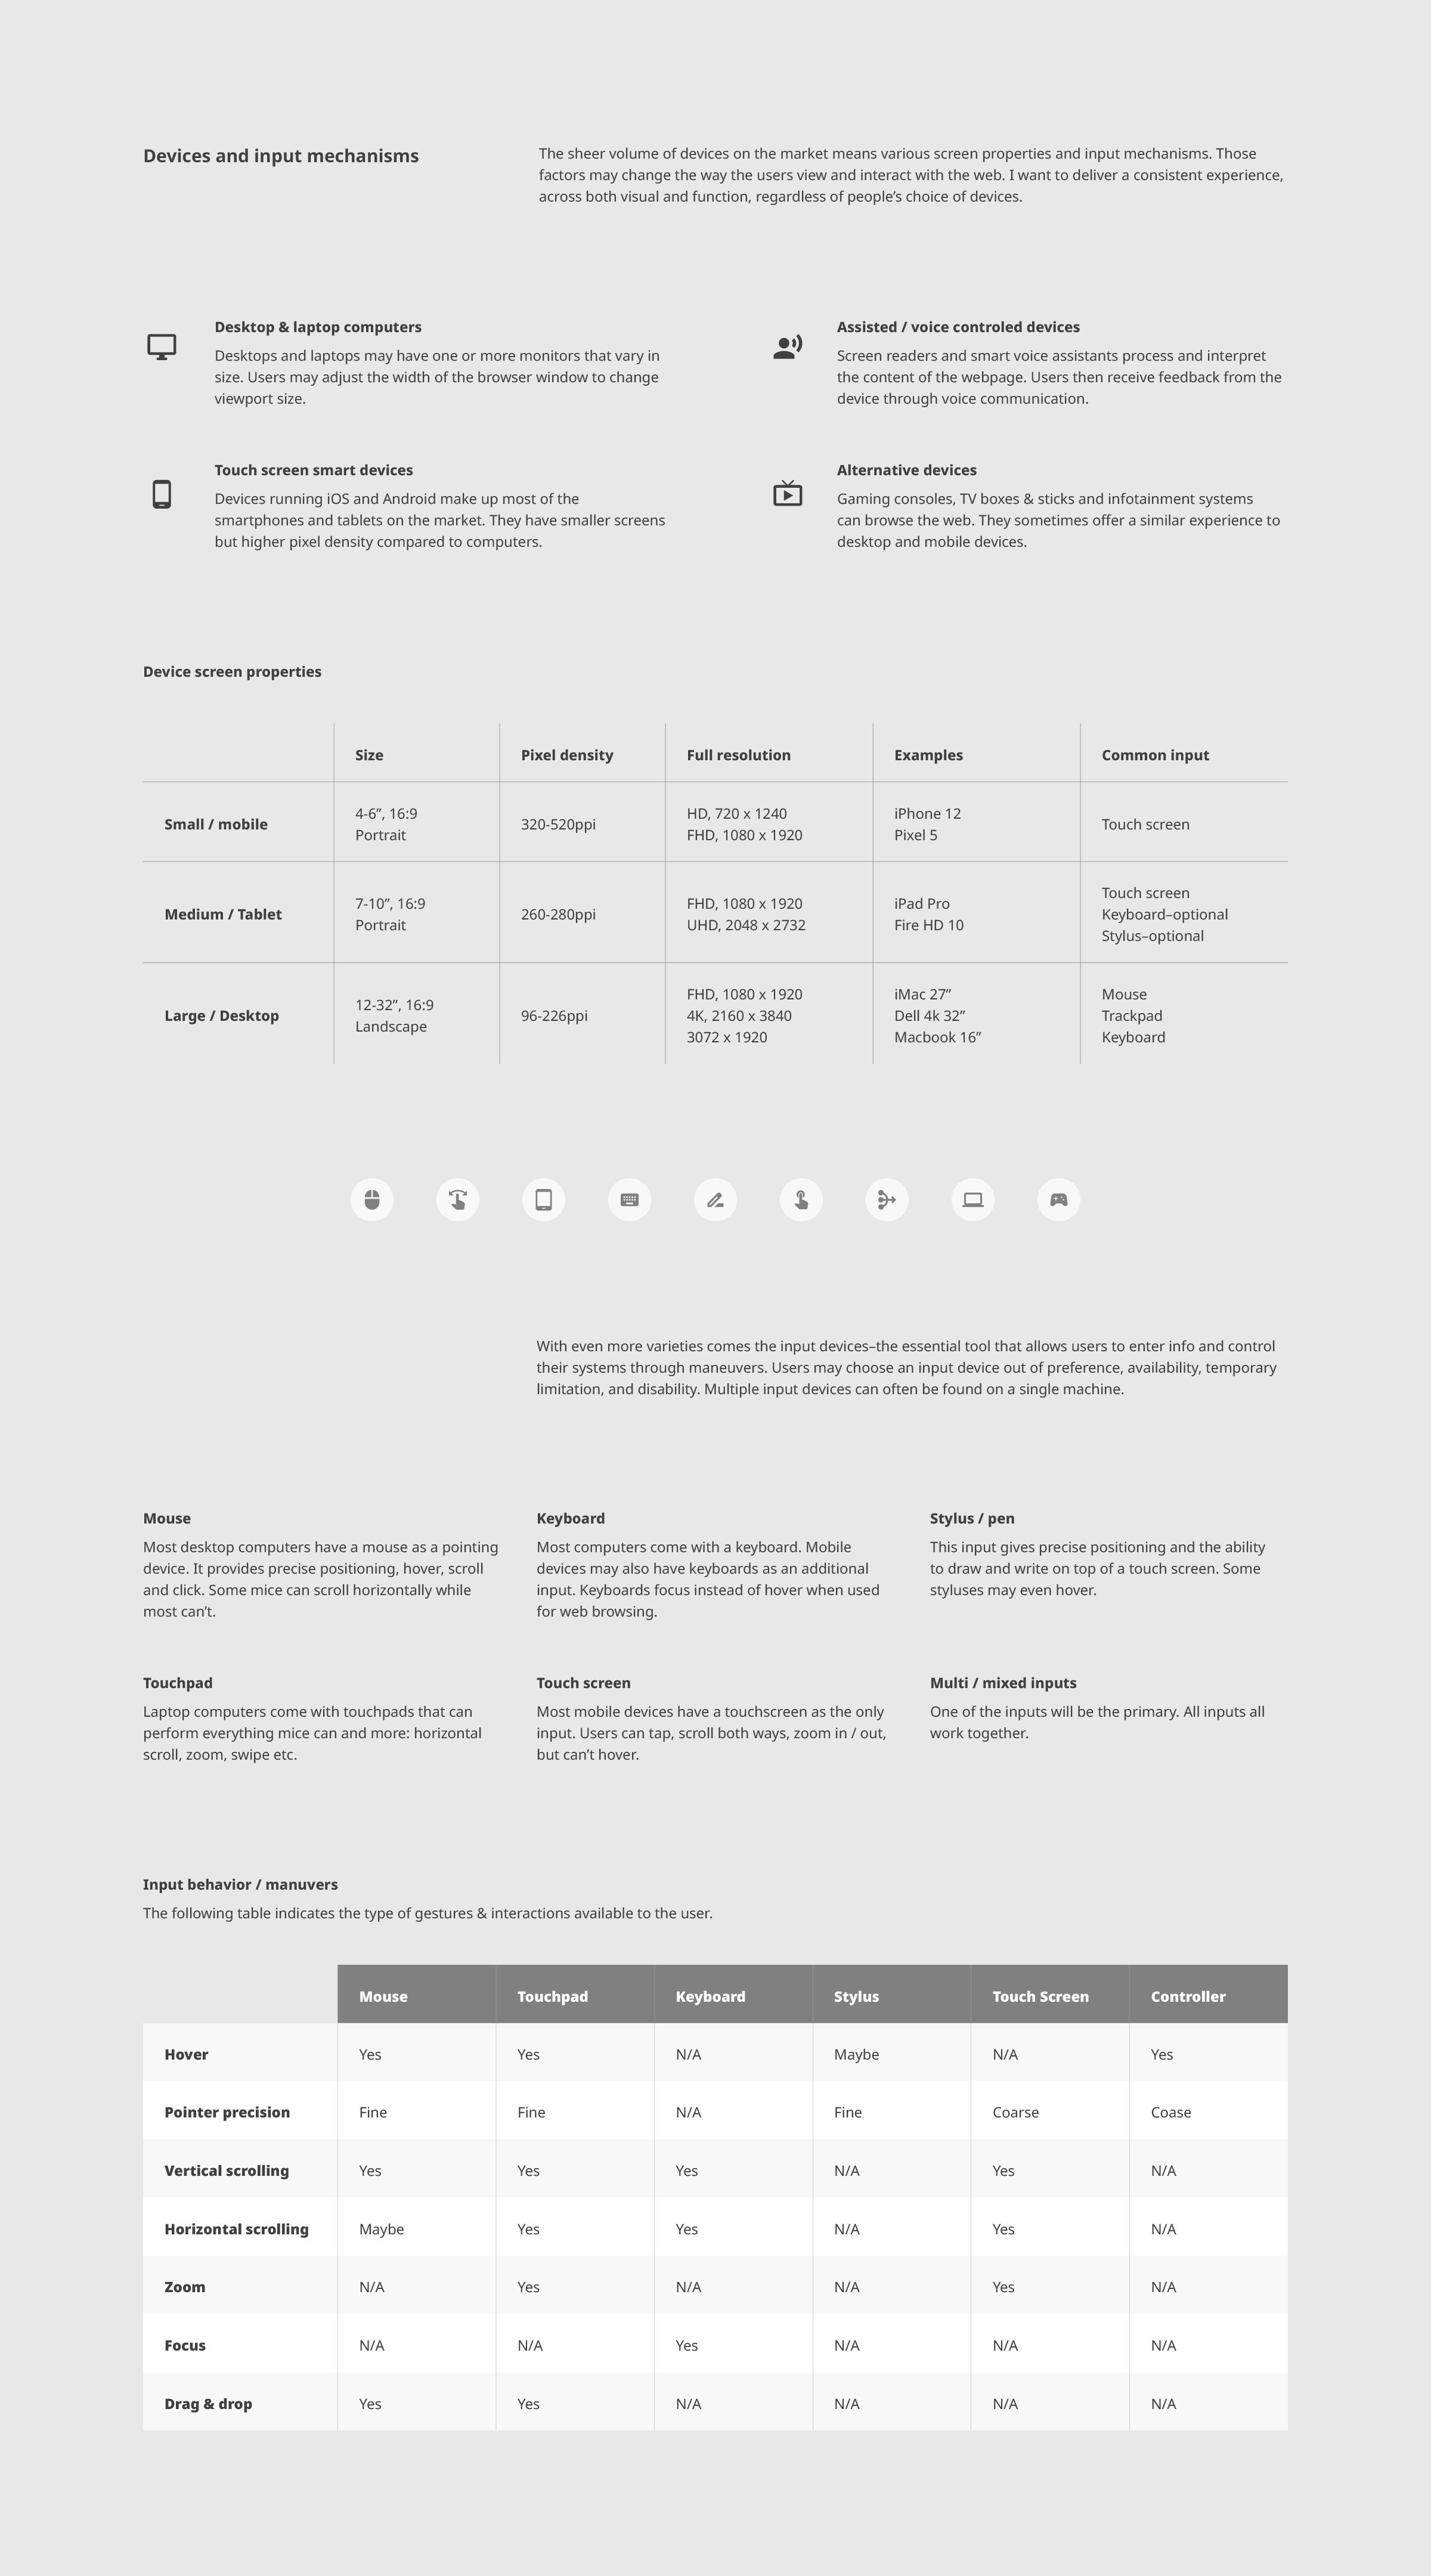 Devices and input mechanisms
The sheer volume of devices on the market means various screen properties and input mechanisms. Those
factors may change the way the users view and interact with the web. I want to deliver a consistent experience,
across both visual and function, regardless of people’s choice of devices.
Desktop & laptop computers
Desktops and laptops may have one or more monitors that vary in
size. Users may adjust the width of the browser window to change
viewport size.
Assisted / voice controled devices
Screen readers and smart voice assistants process and interpret
the content of the webpage. Users then receive feedback from the
device through voice communication.
Touch screen smart devices
Devices running iOS and Android make up most of the
smartphones and tablets on the market. They have smaller screens
but higher pixel density compared to computers.
Alternative devices
Gaming consoles, TV boxes & sticks and infotainment systems
can browse the web. They sometimes offer a similar experience to
desktop and mobile devices.
Device screen properties
Size Pixel density Full resolution Examples Common input
Small / mobile
4-6”, 16:9
Portrait
320-520ppi
HD, 720 x 1240
FHD, 1080 x 1920
iPhone 12
Pixel 5
Touch screen
Medium / Tablet
7-10”, 16:9
Portrait
260-280ppi
FHD, 1080 x 1920
UHD, 2048 x 2732
iPad Pro
Fire HD 10
Touch screen
Keyboard–optional
Stylus–optional
Large / Desktop
12-32”, 16:9
Landscape
96-226ppi
FHD, 1080 x 1920
4K, 2160 x 3840
3072 x 1920
iMac 27”
Dell 4k 32”
Macbook 16”
Mouse
Trackpad
Keyboard
With even more varieties comes the input devices–the essential tool that allows users to enter info and control
their systems through maneuvers. Users may choose an input device out of preference, availability, temporary
limitation, and disability. Multiple input devices can often be found on a single machine.
Mouse
Most desktop computers have a mouse as a pointing
device. It provides precise positioning, hover, scroll
and click. Some mice can scroll horizontally while
most can’t.
Keyboard
Most computers come with a keyboard. Mobile
devices may also have keyboards as an additional
input. Keyboards focus instead of hover when used
for web browsing.
Stylus / pen
This input gives precise positioning and the ability
to draw and write on top of a touch screen. Some
styluses may even hover.
Touchpad
Laptop computers come with touchpads that can
perform everything mice can and more: horizontal
scroll, zoom, swipe etc.
Touch screen
Most mobile devices have a touchscreen as the only
input. Users can tap, scroll both ways, zoom in / out,
but can’t hover.
Multi / mixed inputs
One of the inputs will be the primary. All inputs all
work together.
Input behavior / manuvers
The following table indicates the type of gestures & interactions available to the user.
Mouse Touchpad Keyboard Stylus Touch Screen Controller
Hover Yes Yes N/A Maybe N/A Yes
Pointer precision Fine Fine N/A Fine Coarse Coase
Vertical scrolling Yes Yes Yes N/A Yes N/A
Horizontal scrolling Maybe Yes Yes N/A Yes N/A
Zoom N/A Yes N/A N/A Yes N/A
Focus N/A N/A Yes N/A N/A N/A
Drag & drop Yes Yes N/A N/A N/A N/A